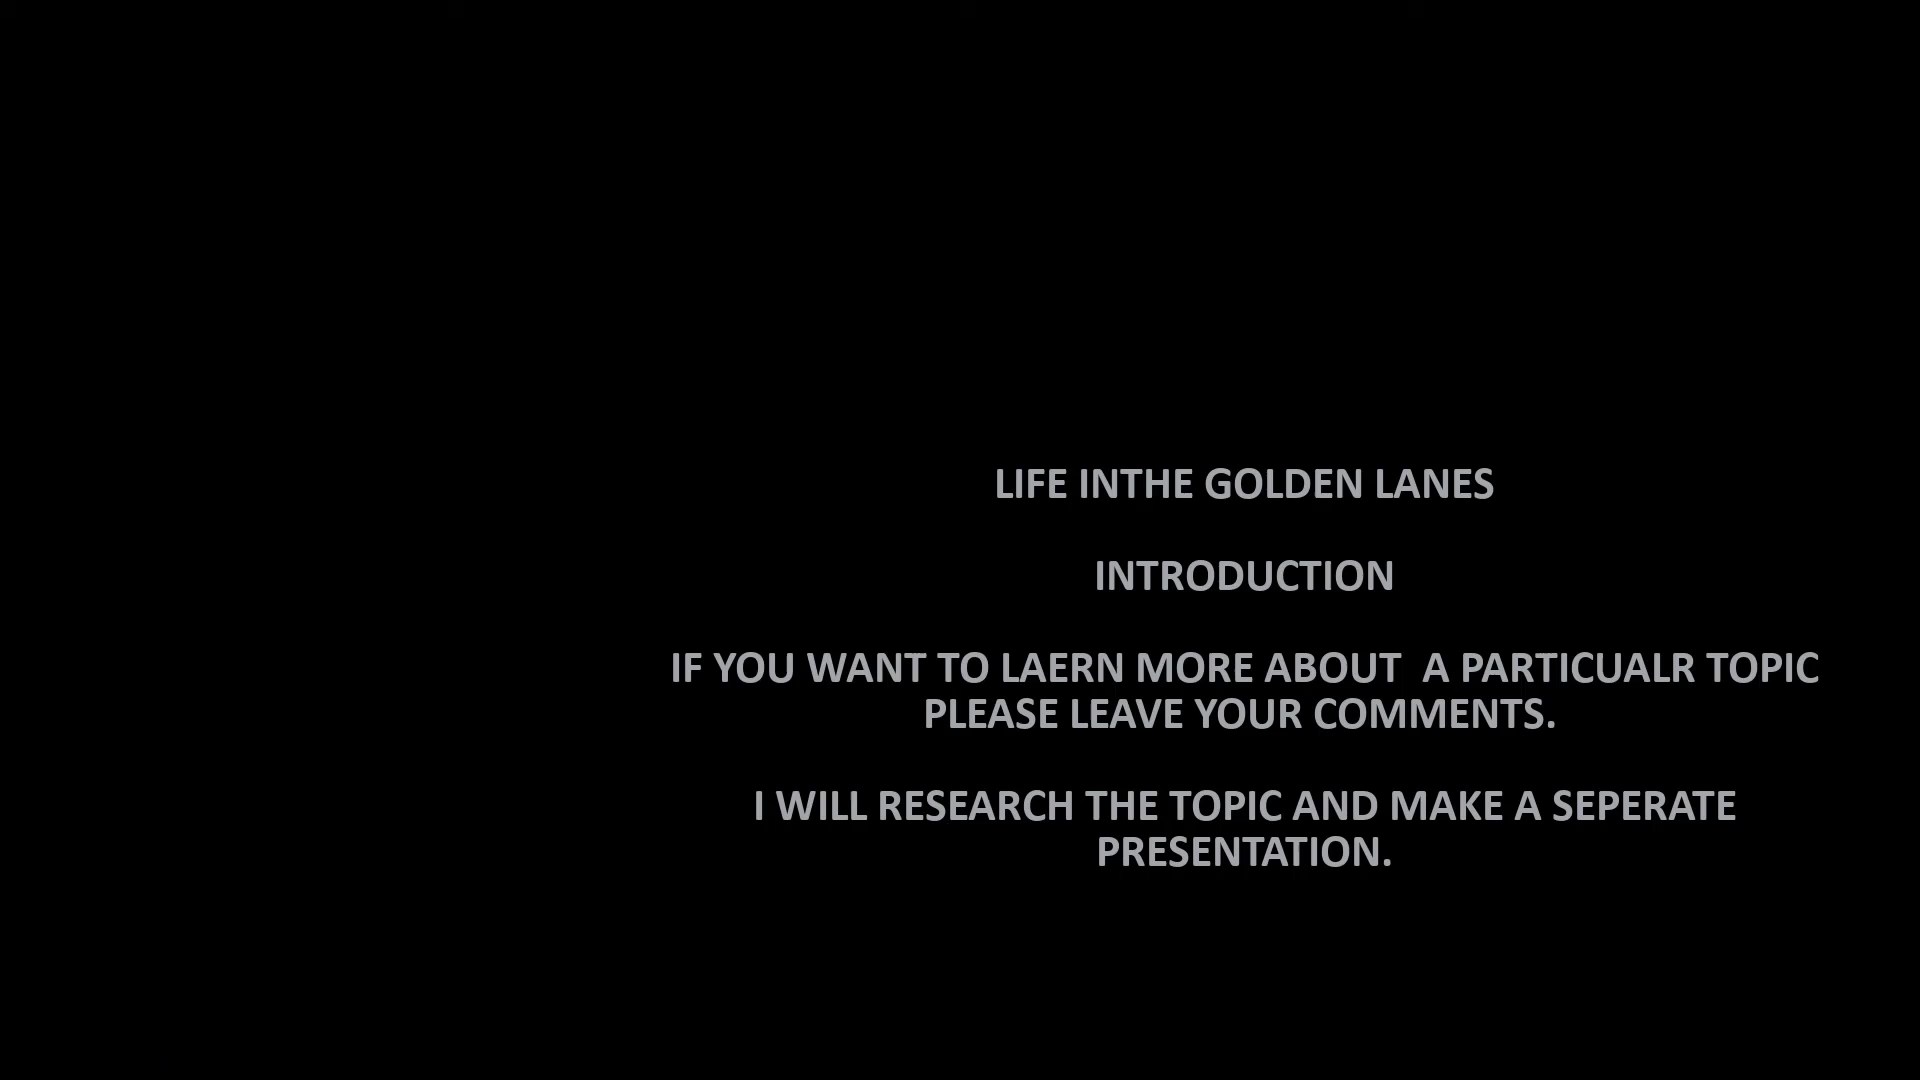 LIFE INTHE GOLDEN LANES
INTRODUCTION
IF YOU WANT TO LAERN MORE ABOUT  A PARTICUALR TOPIC
PLEASE LEAVE YOUR COMMENTS.
I WILL RESEARCH THE TOPIC AND MAKE A SEPERATE
PRESENTATION.